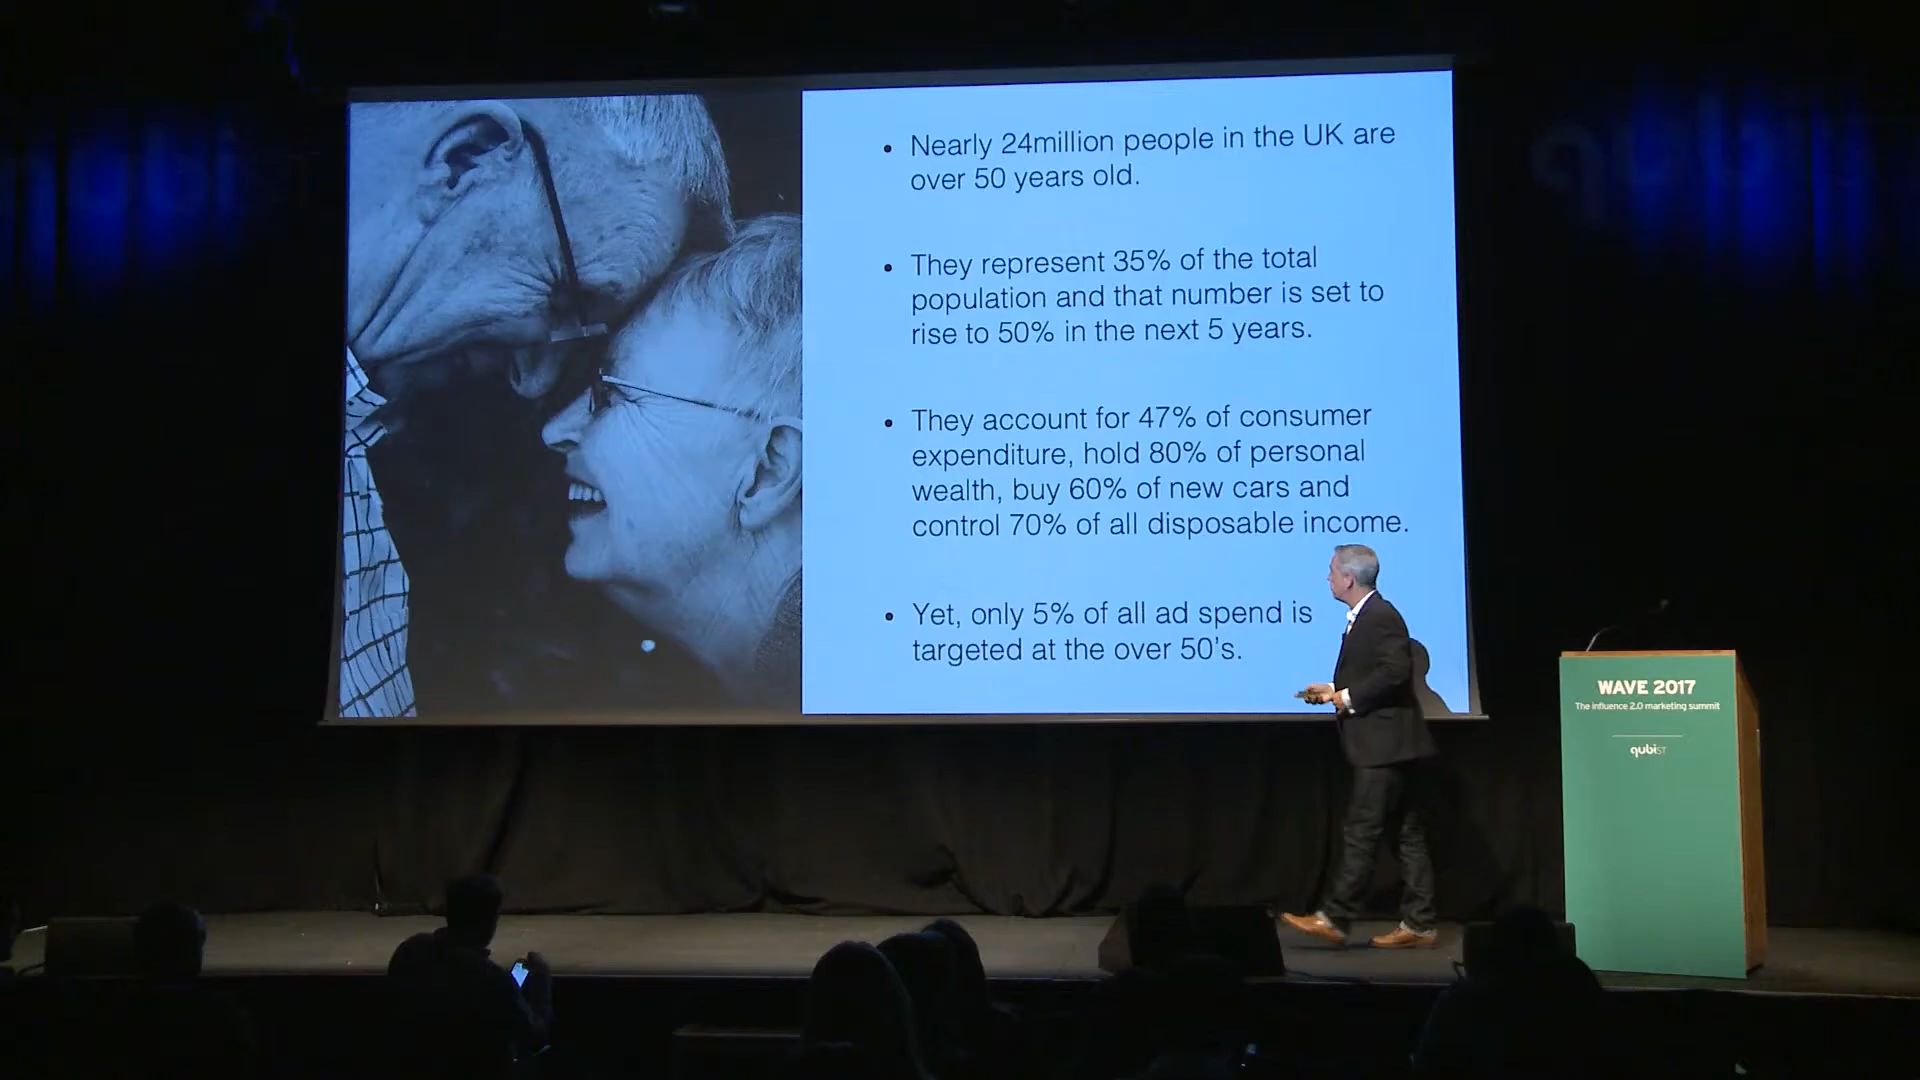 • Nearly 24million people in the UK are
over 50 years old.
• They represent 35% of the total
population and that number is set to
rise to 50% in the next 5 years.
• They account for 47% of consumer
expenditure, hold 80% of personal
wealth, buy 60% of new cars and
control 70% of all disposable income.
• Yet, only 5% of all ad spend is
targeted at the over 50's.
WAVE 2017
The influence 2.0 marketing summit
qubist